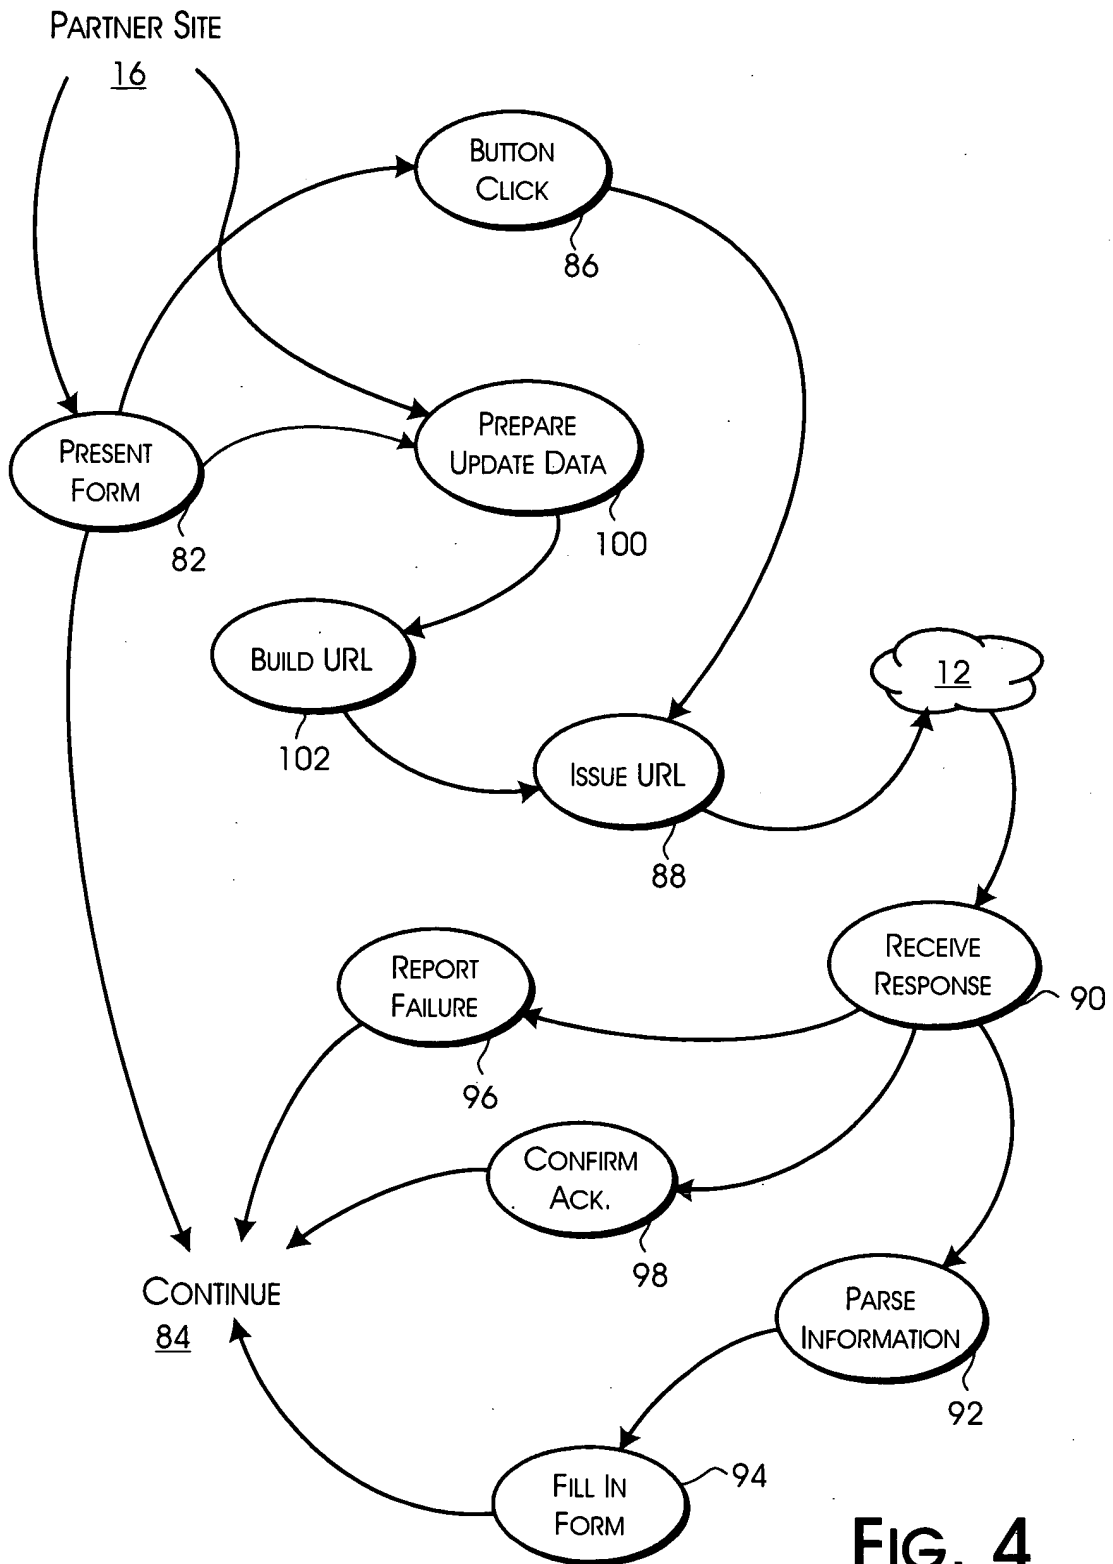 PARTNER SITE
16
BUTTON
CLICK
86
PREPARE
UPDATE DATA
100
PRESENT
FORM
82
BUILD URL
102
12
ISSUE URL
88
RECEIVE
RESPONSE
90
REPORT
FAILURE
96
CONFIRM
ACK.
98
CONTINUE
84
PARSE
INFORMATION
92
FILL IN
FORM
94
FIG. 4